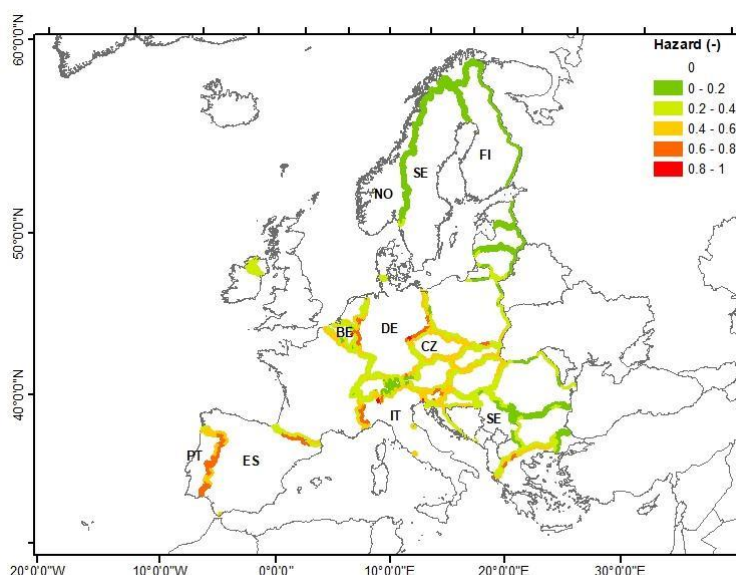 60°0'0"N
50°0'0"N
40°0'0"N
Hazard (-)
0
0 - 0.2
0.2 - 0.4
0.4 - 0.6
0.6 - 0.8
0.8 - 1
FI
SE
NO
BE
DE
CZ
IT
SE
PT
ES
20°0'0"W
10°0'0"W
0°0'0"
10°0'0"E
20°0'0"E
30°0'0"E